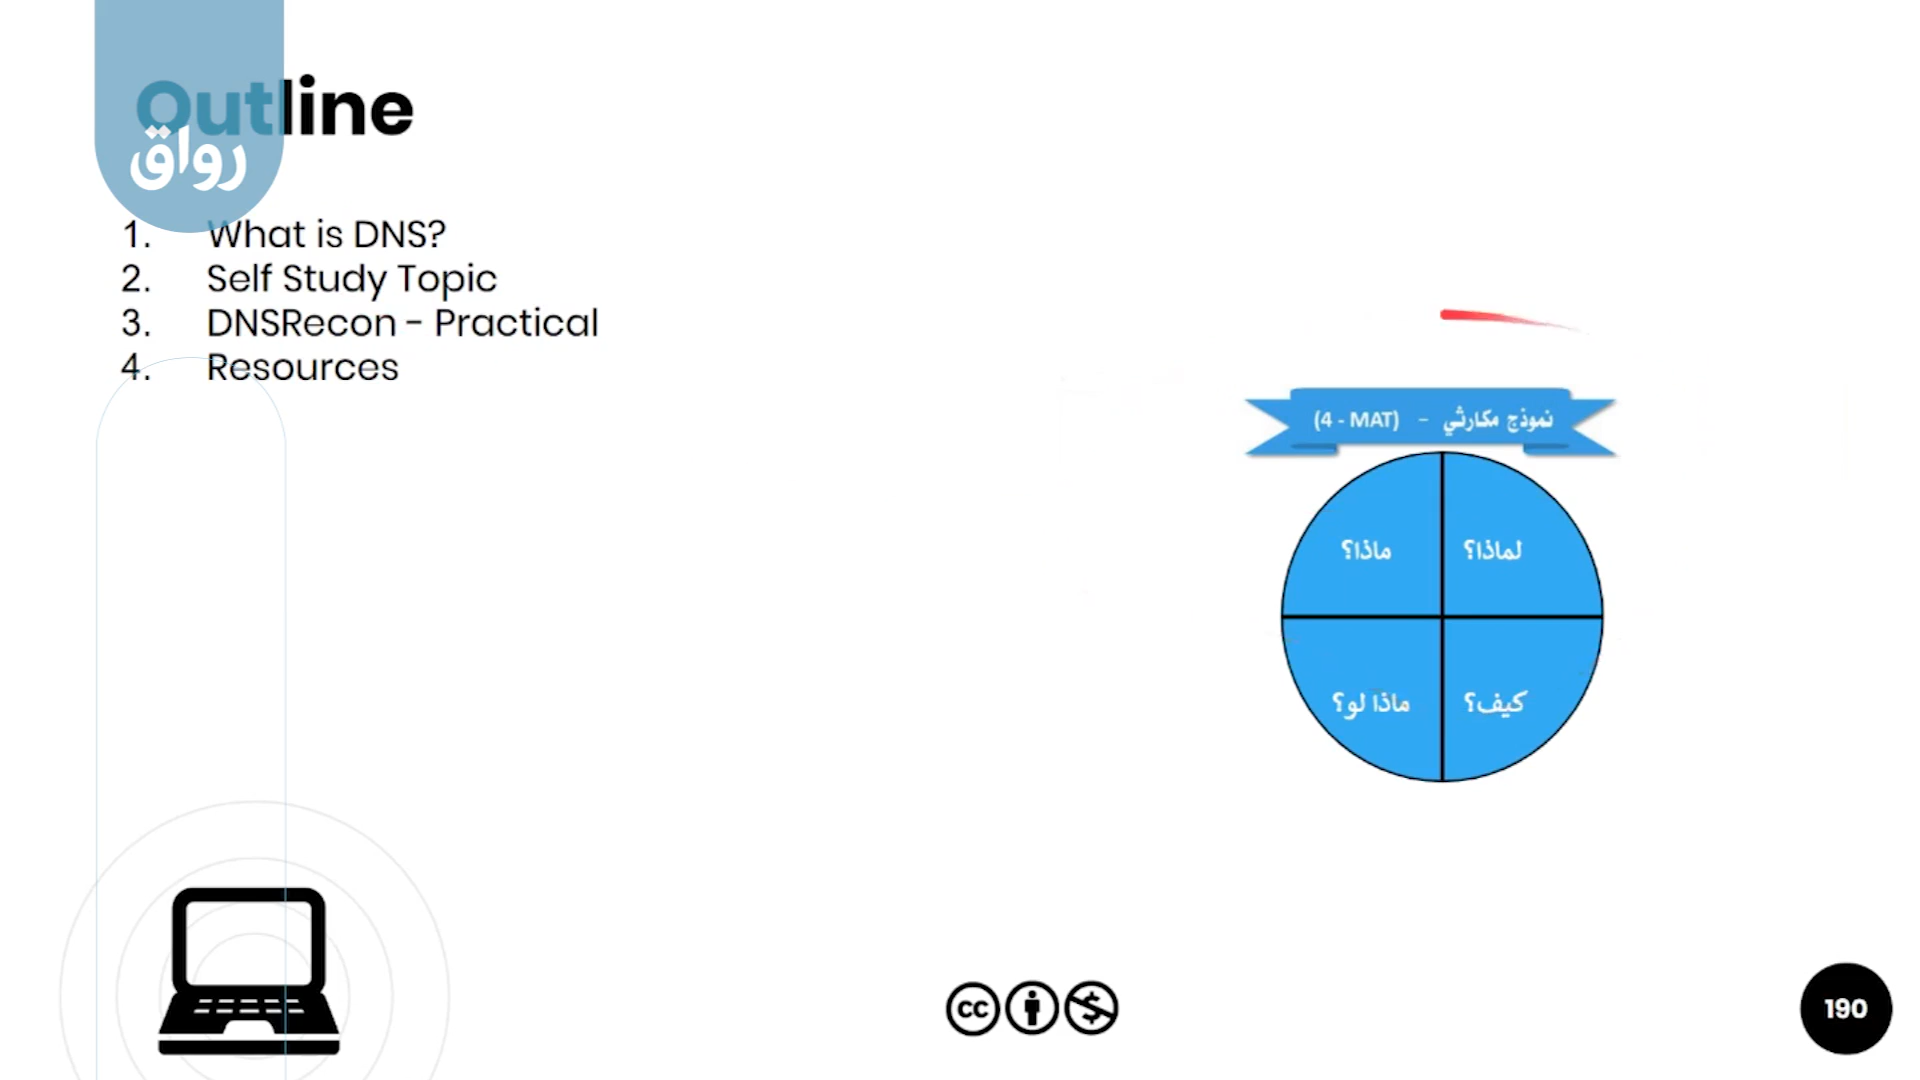 Outline
رواق
1. What is DNS?
2. Self Study Topic
3. DNSRecon - Practical
4. Resources
نموذج مكارثي - (4 - MAT)
لماذا؟
ماذا؟
كيف؟
ماذا لو؟
cc
190